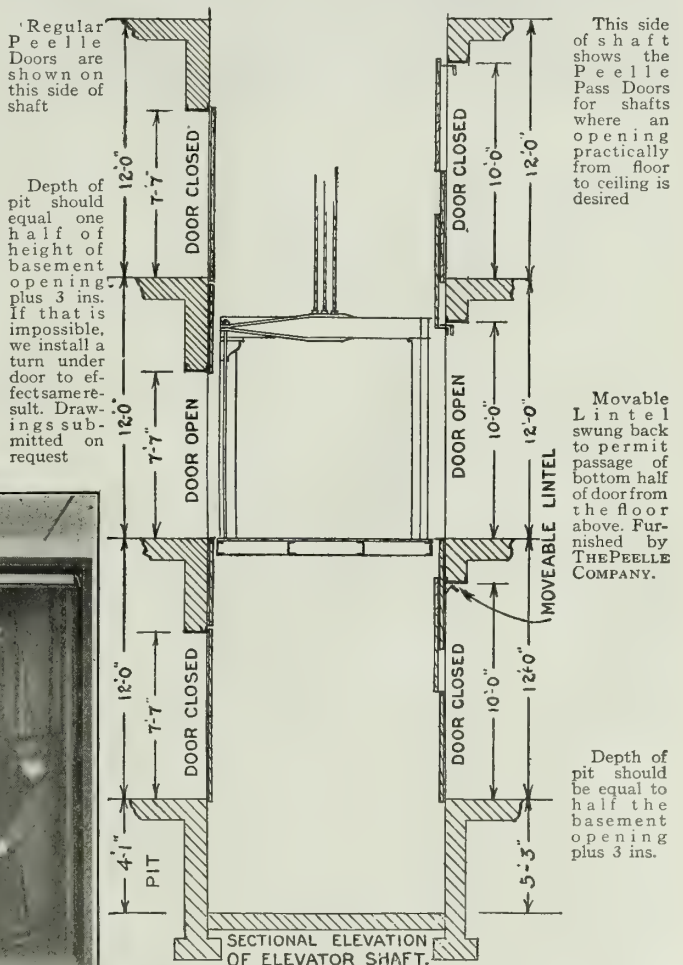 Regular
Peelle
Doors are
shown on
this side of
shaft
Depth of
pit should
equal one
half of
height of
basement
opening
plus 3 ins.
If that is
impossible,
we install a
turn under
door to ef-
fect same re-
sult. Draw-
ings sub-
mitted on
request
12'-0"
7'-7"
DOOR CLOSED
12'-0"
7'-7"
DOOR OPEN
12'-0"
7'-7"
DOOR CLOSED
4'-1"
PIT
DOOR CLOSED
10'-0"
12'-0"
DOOR OPEN
10'-0"
12'-0"
MOVEABLE LINTEL
DOOR CLOSED
10'-0"
12'-0"
5'-3"
SECTIONAL ELEVATION
OF ELEVATOR SHAFT.
This side
of shaft
shows the
Peelle
Pass Doors
for shafts
where an
opening
practically
from floor
to ceiling is
desired
Movable
Lintel
swung back
to permit
passage of
bottom half
of door from
the floor
above. Fur-
nished by
THE PEELLE
COMPANY.
Depth of
pit should
be equal to
half the
basement
opening
plus 3 ins.